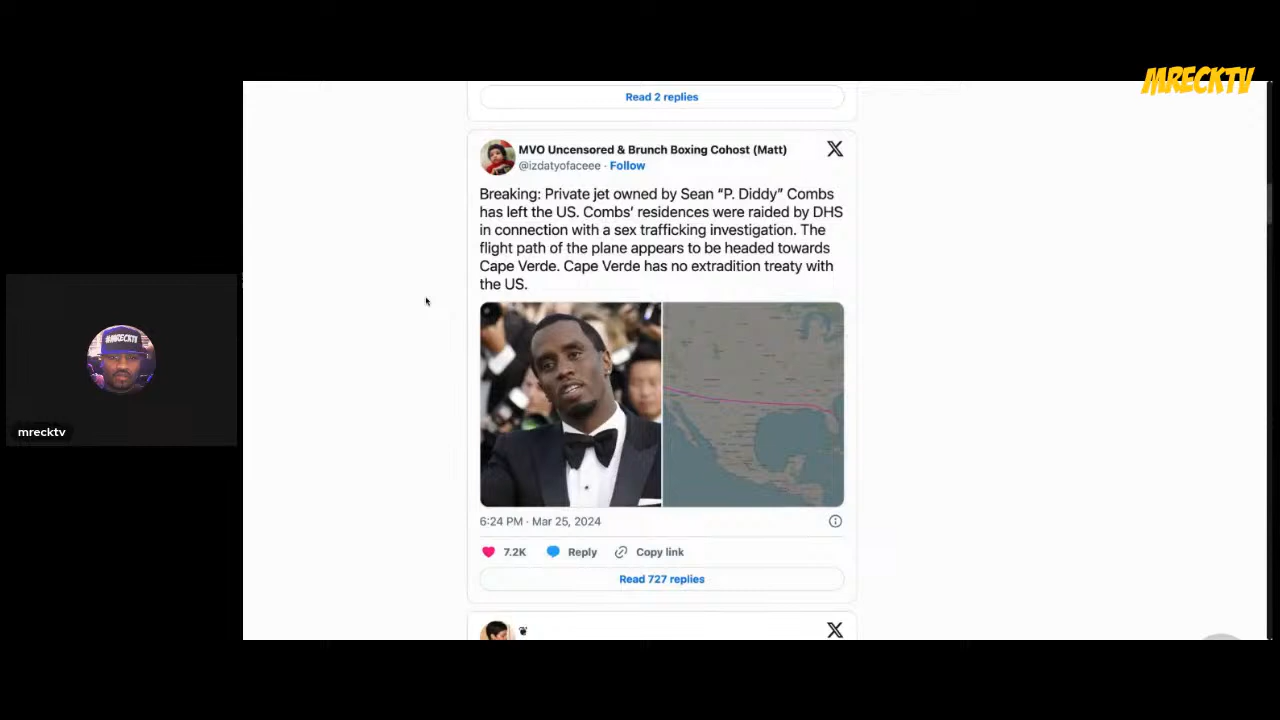 MRECKTV
Read 2 replies
MVO Uncensored & Brunch Boxing Cohost (Matt)
@izdatyofaceee · Follow
Breaking: Private jet owned by Sean “P. Diddy” Combs
has left the US. Combs’ residences were raided by DHS
in connection with a sex trafficking investigation. The
flight path of the plane appears to be headed towards
Cape Verde. Cape Verde has no extradition treaty with
the US.
#MRECKTV
mrecktv
6:24 PM · Mar 25, 2024
7.2K Reply Copy link
Read 727 replies